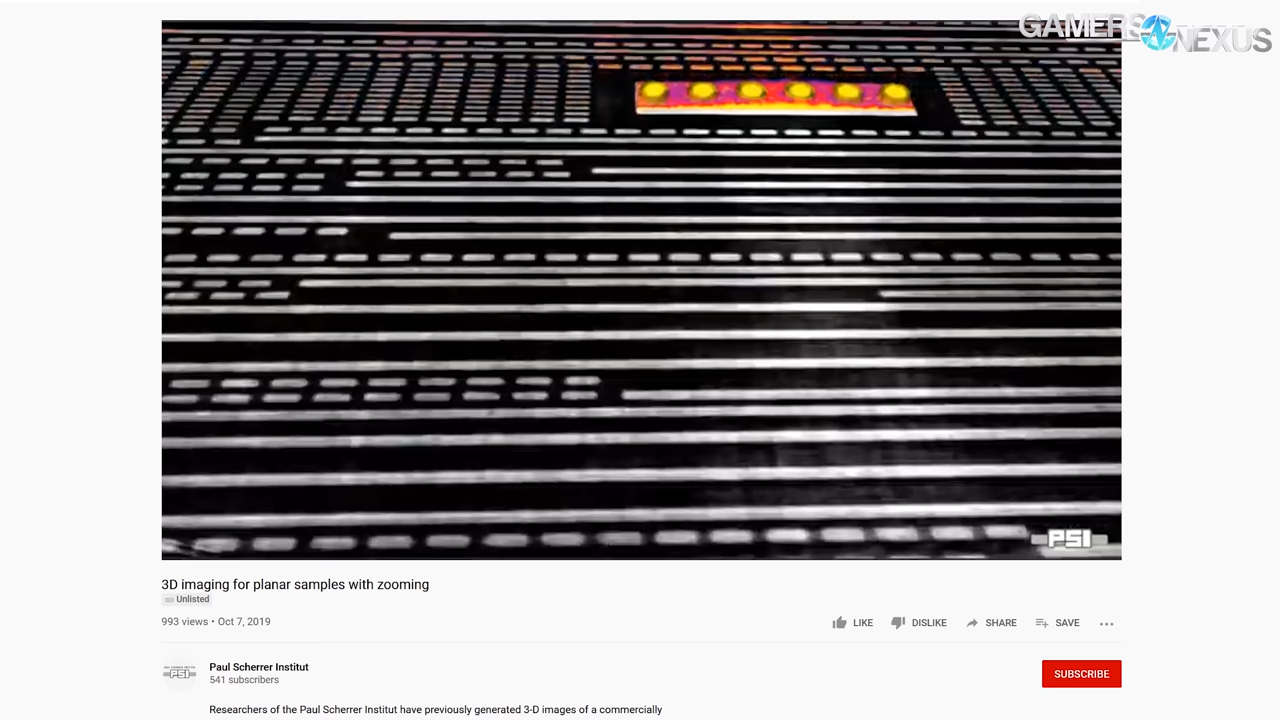 GAMERS NEXUS
PSI
3D imaging for planar samples with zooming
Unlisted
993 views • Oct 7, 2019
LIKE DISLIKE SHARE SAVE
Paul Scherrer Institut
541 subscribers
SUBSCRIBE
Researchers of the Paul Scherrer Institut have previously generated 3-D images of a commercially